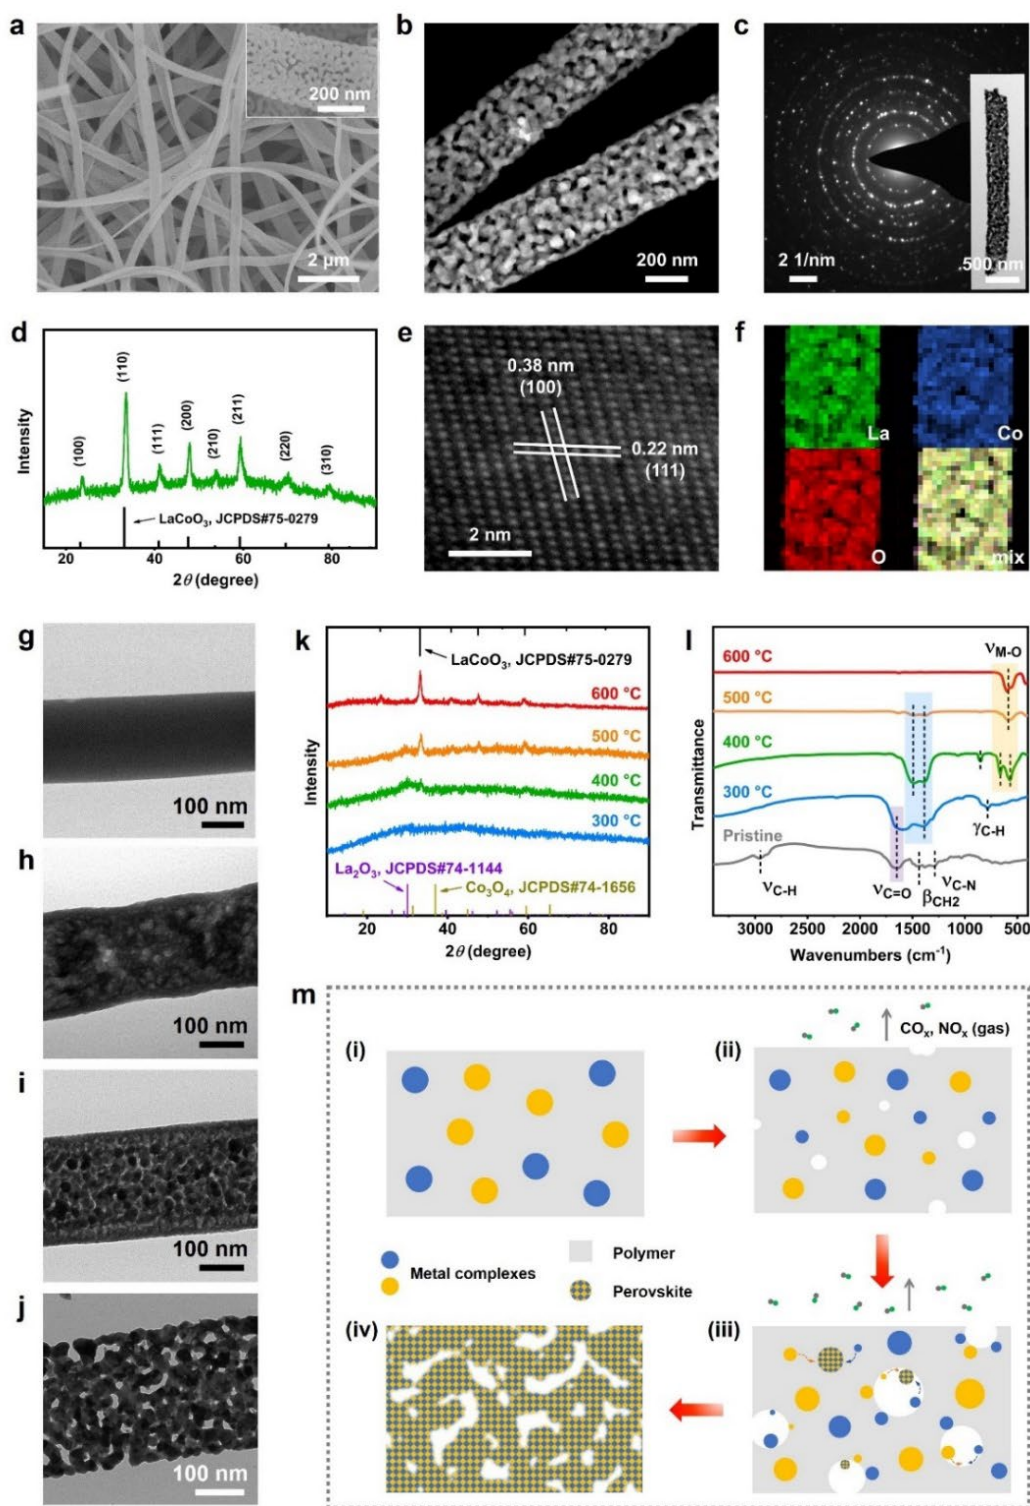 a
200 nm
2 μm
b
200 nm
c
2 1/nm
500 nm
d
Intensity
(100)
(110)
(111)
(200)
(210)
(211)
(220)
(310)
LaCoO₃, JCPDS#75-0279
20 40 60 80
2θ (degree)
e
0.38 nm
(100)
0.22 nm
(111)
2 nm
f
La
Co
O
mix
g
100 nm
h
100 nm
i
100 nm
j
100 nm
k
Intensity
LaCoO₃, JCPDS#75-0279
600 °C
500 °C
400 °C
300 °C
La₂O₃, JCPDS#74-1144
Co₃O₄, JCPDS#74-1656
20 40 60 80
2θ (degree)
l
Transmittance
600 °C
νM-O
500 °C
400 °C
300 °C
γC-H
Pristine
νC-H
νC=O
βCH2
νC-N
3000 2000 1500 1000 500
Wavenumbers (cm⁻¹)
m
COₓ, NOₓ (gas)
(i)
(ii)
Metal complexes
Polymer
Perovskite
(iv)
(iii)